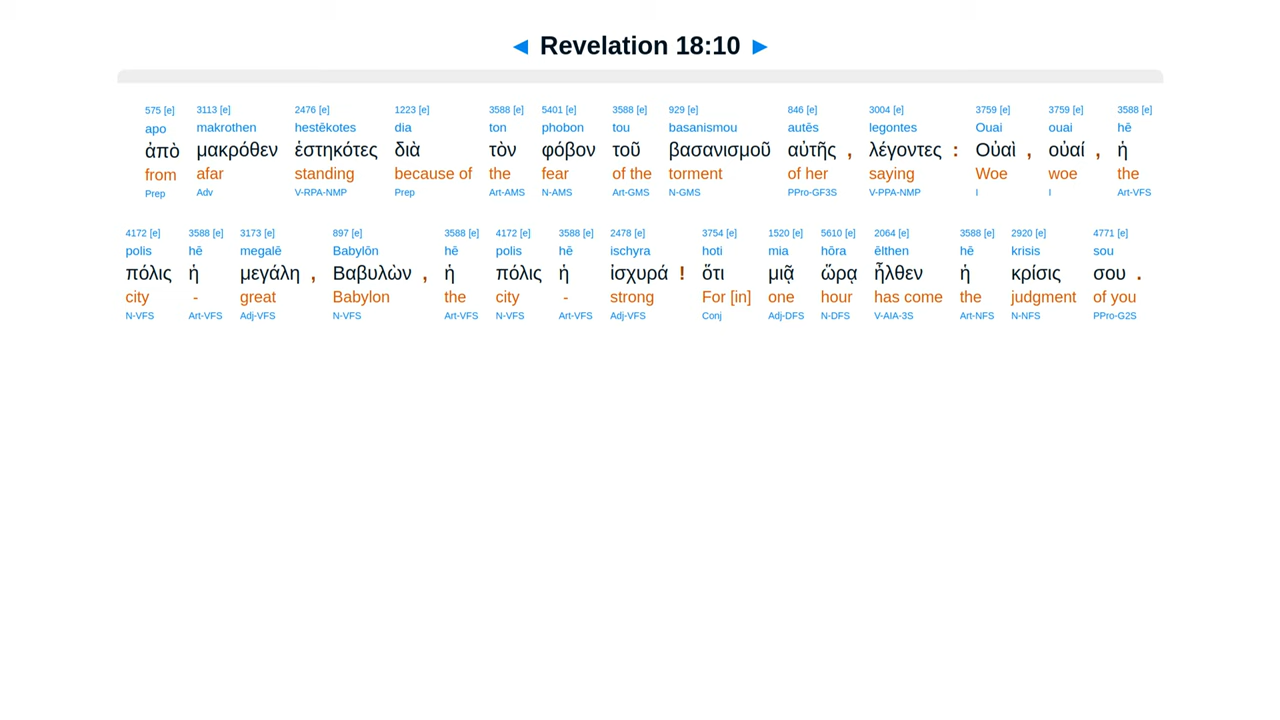 ◄ Revelation 18:10 ►
575 [e] 3113 [e] 2476 [e] 1223 [e] 3588 [e] 5401 [e] 3588 [e] 929 [e] 846 [e] 3004 [e] 3759 [e] 3759 [e] 3588 [e]
apo makrothen hestēkotes dia ton phobon tou basanismou autēs legontes Ouai ouai hē
ἀπὸ μακρόθεν ἑστηκότες διὰ τὸν φόβον τοῦ βασανισμοῦ αὐτῆς , λέγοντες : Οὐαὶ , οὐαί , ἡ
from afar standing because of the fear of the torment of her saying Woe woe the
Prep Adv V-RPA-NMP Prep Art-AMS N-AMS Art-GMS N-GMS PPro-GF3S V-PPA-NMP I I Art-VFS
4172 [e] 3588 [e] 3173 [e] 897 [e] 3588 [e] 4172 [e] 3588 [e] 2478 [e] 3754 [e] 1520 [e] 5610 [e] 2064 [e] 3588 [e] 2920 [e] 4771 [e]
polis hē megalē Babylōn hē polis hē ischyra hoti mia hōra ēlthen hē krisis sou
πόλις ἡ μεγάλη , Βαβυλὼν , ἡ πόλις ἡ ἰσχυρά ! ὅτι μιᾷ ὥρᾳ ἦλθεν ἡ κρίσις σου .
city - great Babylon the city - strong For [in] one hour has come the judgment of you
N-VFS Art-VFS Adj-VFS N-VFS Art-VFS N-VFS Art-VFS Adj-VFS Conj Adj-DFS N-DFS V-AIA-3S Art-NFS N-NFS PPro-G2S